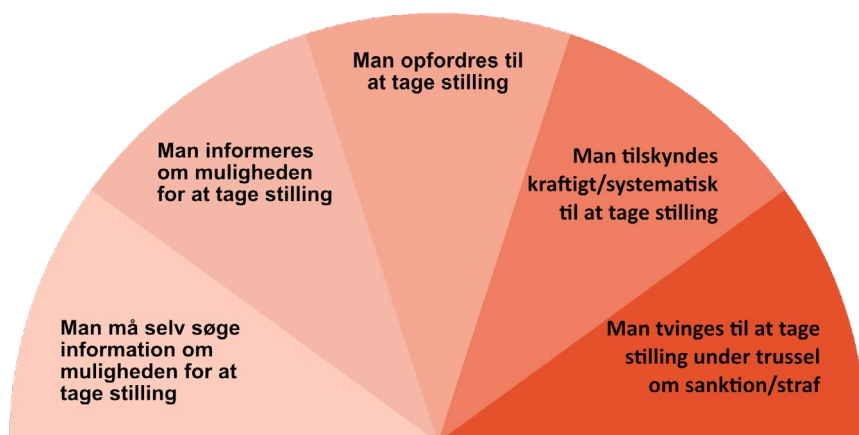 Man må selv søge
information om
muligheden for at
tage stilling
Man informeres
om muligheden
for at tage stilling
Man opfordres til
at tage stilling
Man tilskyndes
kraftigt/systematisk
til at tage stilling
Man tvinges til at tage
stilling under trussel
om sanktion/straf